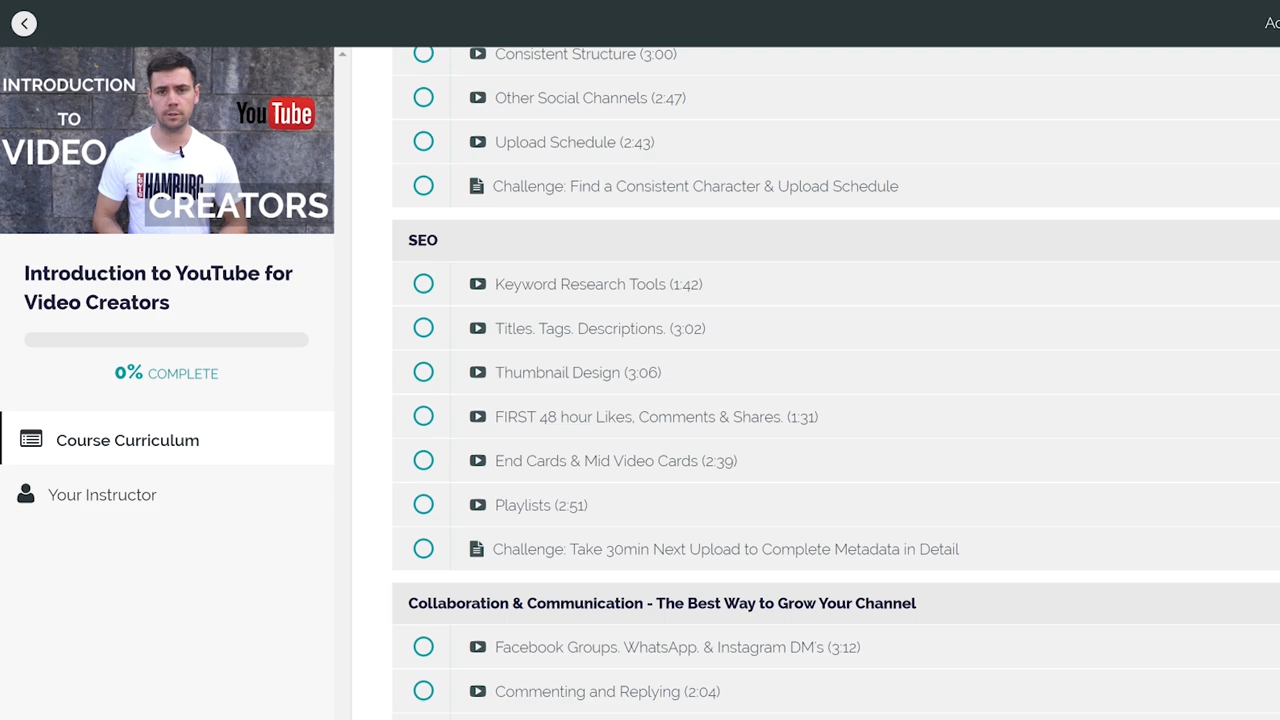 Ac
INTRODUCTION
TO
VIDEO
CREATORS
YouTube
HAMBURG
Introduction to YouTube for
Video Creators
0% COMPLETE
Course Curriculum
Your Instructor
Consistent Structure (3:00)
Other Social Channels (2:47)
Upload Schedule (2:43)
Challenge: Find a Consistent Character & Upload Schedule
SEO
Keyword Research Tools (1:42)
Titles. Tags. Descriptions. (3:02)
Thumbnail Design (3:06)
FIRST 48 hour Likes, Comments & Shares. (1:31)
End Cards & Mid Video Cards (2:39)
Playlists (2:51)
Challenge: Take 30min Next Upload to Complete Metadata in Detail
Collaboration & Communication - The Best Way to Grow Your Channel
Facebook Groups. WhatsApp. & Instagram DM's (3:12)
Commenting and Replying (2:04)